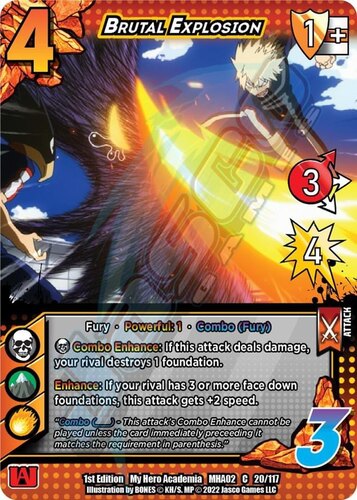 4
BRUTAL EXPLOSION
1 +
3
4
ATTACK
Fury · Powerful: 1 · Combo (Fury)
Combo Enhance: If this attack deals damage,
your rival destroys 1 foundation.
Enhance: If your rival has 3 or more face down
foundations, this attack gets +2 speed.
"Combo (___) - This attack's Combo Enhance cannot be
played unless the card immediately preceeding it
matches the requirement in parenthesis."
3
1st Edition My Hero Academia MHA02 C 20/117
Illustration by BONES © KH/S. MP © 2022 Jasco Games LLC